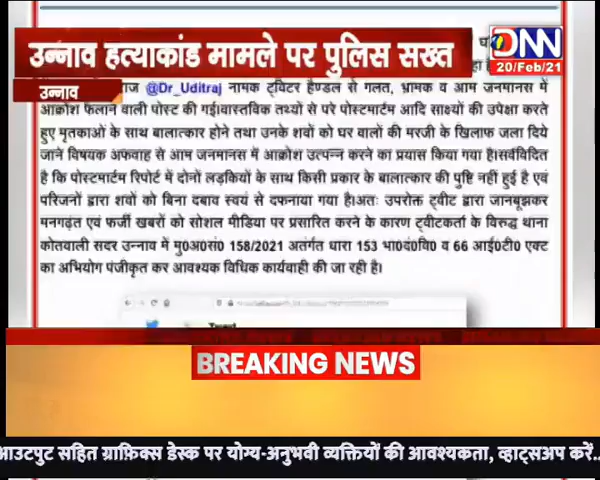 उन्नाव हत्याकांड मामले पर पुलिस सख्त
DNN
20/Feb/21
उन्नाव
राज @Dr_Uditraj नामक ट्विटर हैण्डल से गलत, भ्रामक व आम जनमानस में
आक्रोश फैलाने वाली पोस्ट की गई।वास्तविक तथ्यों से परे पोस्टमार्टम आदि साक्ष्यों की उपेक्षा करते
हुए मृतकाओं के साथ बालात्कार होने तथा उनके शवों को घर वालों की मरजी के खिलाफ जला दिये
जाने विषयक अफवाह से आम जनमानस में आक्रोश उत्पन्न करने का प्रयास किया गया है।सर्वविदित
है कि पोस्टमार्टम रिपोर्ट में दोनों लड़कियों के साथ किसी प्रकार के बालात्कार की पुष्टि नहीं हुई है एवं
परिजनों द्वारा शवों को बिना दबाव स्वयं से दफनाया गया है।अतः उपरोक्त ट्वीट द्वारा जानबूझकर
मनगढ़ंत एवं फर्जी खबरों को सोशल मीडिया पर प्रसारित करने के कारण ट्वीटकर्ता के विरुद्ध थाना
कोतवाली सदर उन्नाव में मु0अ0सं0 158/2021 अतंर्गत धारा 153 भा0दं0वि0 व 66 आई0टी0 एक्ट
का अभियोग पंजीकृत कर आवश्यक विधिक कार्यवाही की जा रही है।
BREAKING NEWS
आउटपुट सहित ग्राफ़िक्स डेस्क पर योग्य-अनुभवी व्यक्तियों की आवश्यकता, व्हाट्सअप करें..